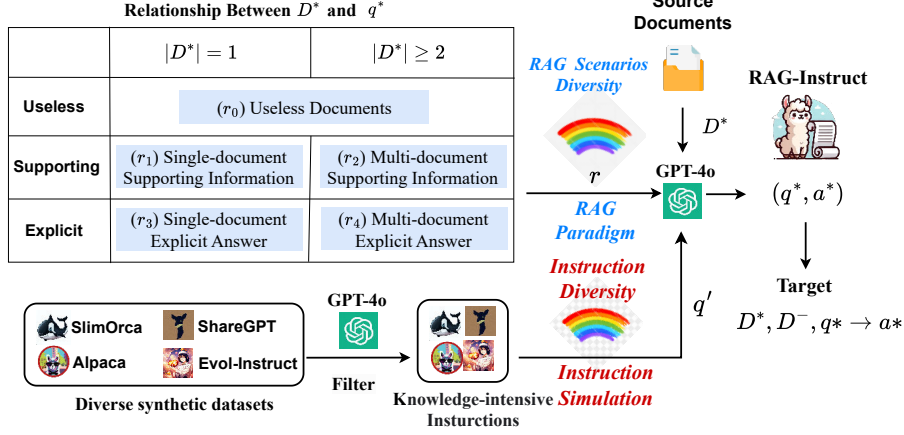 Relationship Between D* and q*
|D*| = 1
|D*| ≥ 2
Useless
(r₀) Useless Documents
Supporting
(r₁) Single-document
Supporting Information
(r₂) Multi-document
Supporting Information
Explicit
(r₃) Single-document
Explicit Answer
(r₄) Multi-document
Explicit Answer
RAG Scenarios
Diversity
r
RAG
Paradigm
Source
Documents
D*
GPT-4o
RAG-Instruct
(q*, a*)
Target
D*, D⁻, q* → a*
SlimOrca
ShareGPT
Alpaca
Evol-Instruct
Diverse synthetic datasets
GPT-4o
Filter
Knowledge-intensive
Insturctions
Instruction
Diversity
Instruction
Simulation
q′